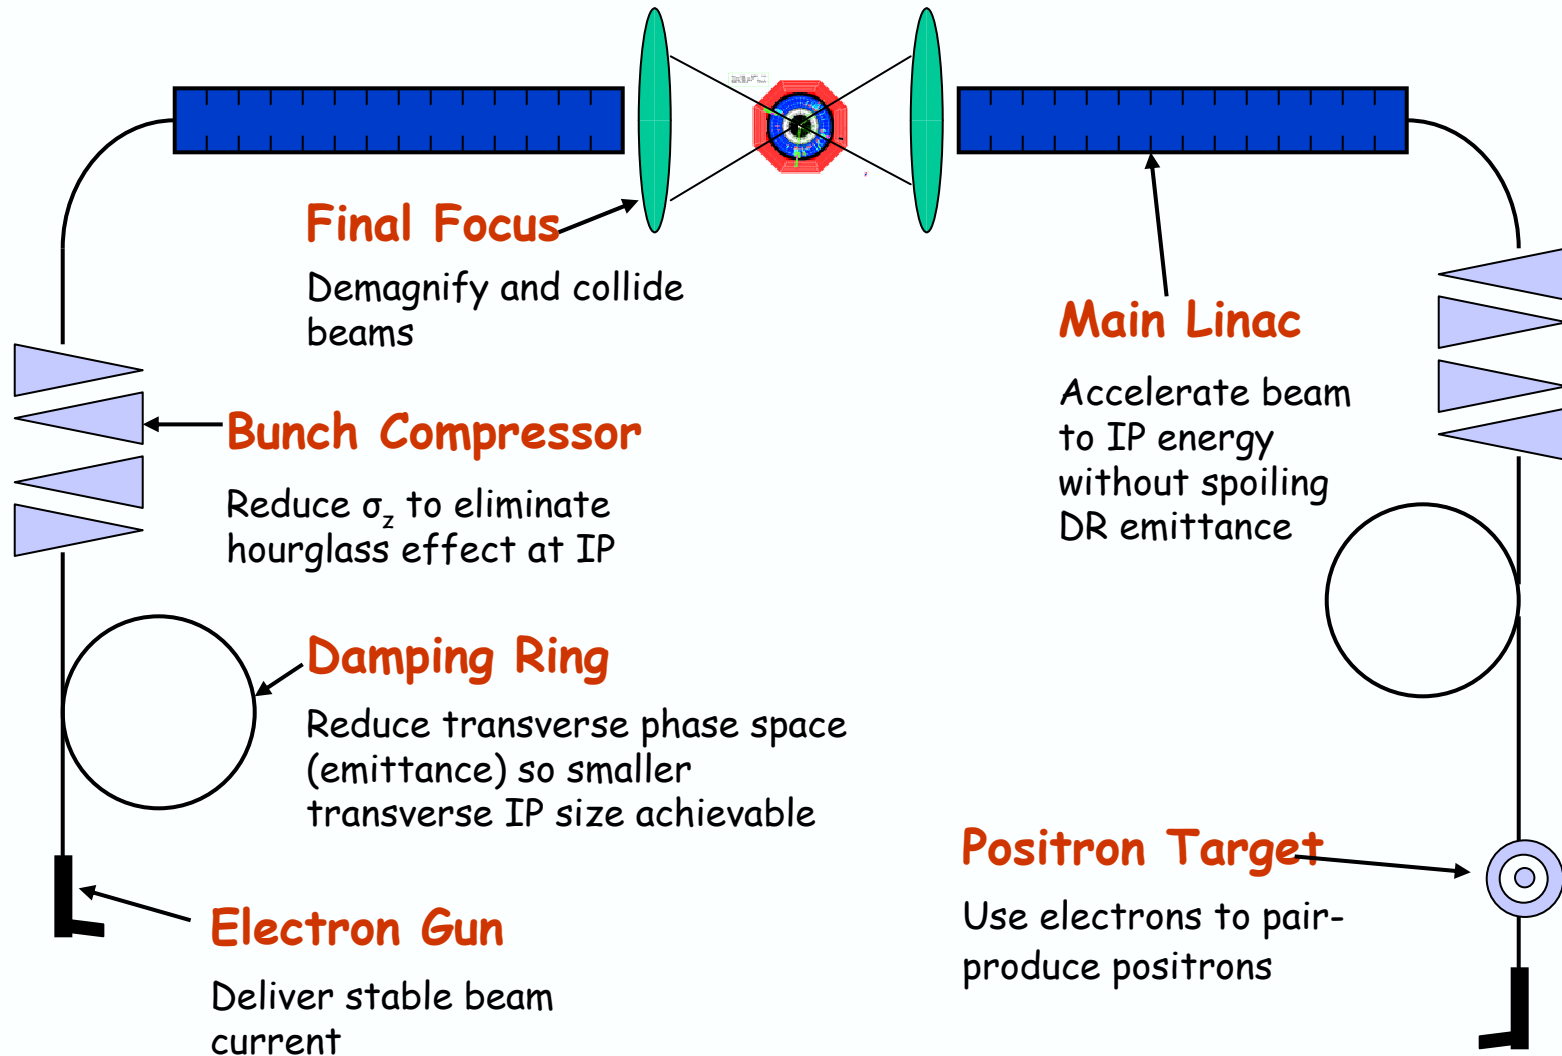 Final Focus
Demagnify and collide
beams
Main Linac
Accelerate beam
to IP energy
without spoiling
DR emittance
Bunch Compressor
Reduce σz to eliminate
hourglass effect at IP
Damping Ring
Reduce transverse phase space
(emittance) so smaller
transverse IP size achievable
Positron Target
Use electrons to pair-
produce positrons
Electron Gun
Deliver stable beam
current